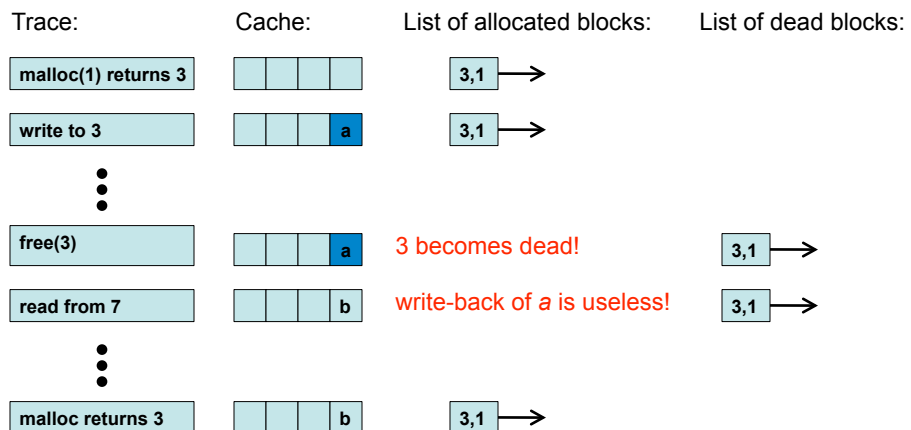 Trace: Cache: List of allocated blocks: List of dead blocks:
malloc(1) returns 3 3,1
write to 3 a 3,1
free(3) a 3 becomes dead! 3,1
read from 7 b write-back of a is useless! 3,1
malloc returns 3 b 3,1